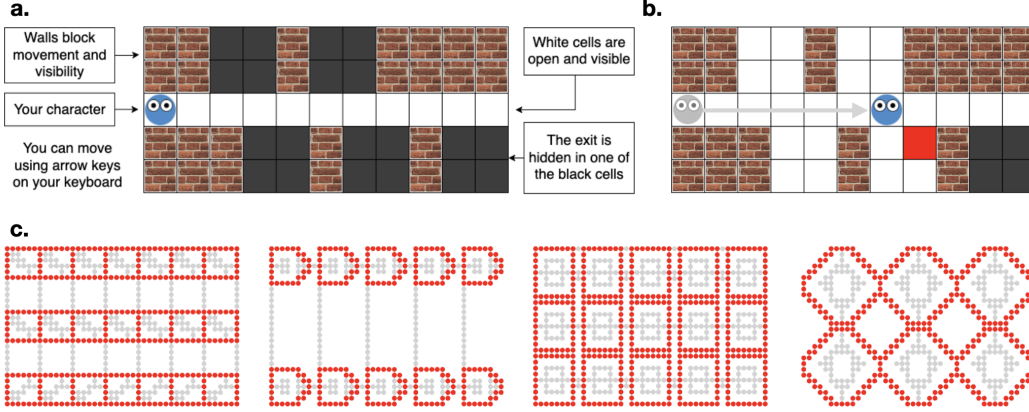 a.
b.
Walls block
movement and
visibility
White cells are
open and visible
Your character
You can move
using arrow keys
on your keyboard
The exit is
hidden in one of
the black cells
c.